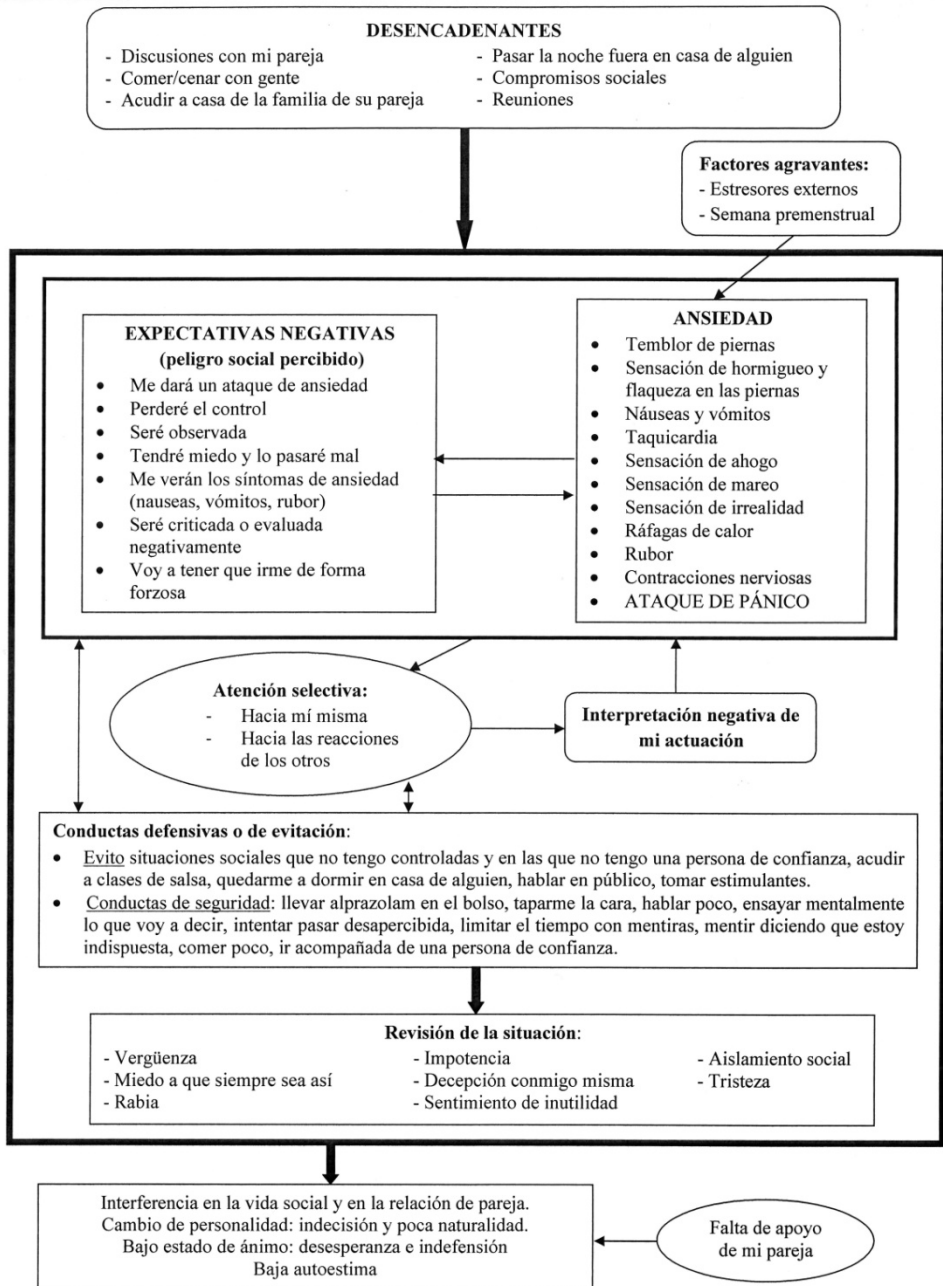 DESENCADENANTES
- Discusiones con mi pareja
- Comer/cenar con gente
- Acudir a casa de la familia de su pareja
- Pasar la noche fuera en casa de alguien
- Compromisos sociales
- Reuniones
Factores agravantes:
- Estresores externos
- Semana premenstrual
EXPECTATIVAS NEGATIVAS
(peligro social percibido)
• Me dará un ataque de ansiedad
• Perderé el control
• Seré observada
• Tendré miedo y lo pasaré mal
• Me verán los síntomas de ansiedad
(nauseas, vómitos, rubor)
• Seré criticada o evaluada
negativamente
• Voy a tener que irme de forma
forzosa
ANSIEDAD
• Temblor de piernas
• Sensación de hormigueo y
flaqueza en las piernas
• Náuseas y vómitos
• Taquicardia
• Sensación de ahogo
• Sensación de mareo
• Sensación de irrealidad
• Ráfagas de calor
• Rubor
• Contracciones nerviosas
• ATAQUE DE PÁNICO
Atención selectiva:
- Hacia mí misma
- Hacia las reacciones
de los otros
Interpretación negativa de
mi actuación
Conductas defensivas o de evitación:
• Evito situaciones sociales que no tengo controladas y en las que no tengo una persona de confianza, acudir
a clases de salsa, quedarme a dormir en casa de alguien, hablar en público, tomar estimulantes.
• Conductas de seguridad: llevar alprazolam en el bolso, taparme la cara, hablar poco, ensayar mentalmente
lo que voy a decir, intentar pasar desapercibida, limitar el tiempo con mentiras, mentir diciendo que estoy
indispuesta, comer poco, ir acompañada de una persona de confianza.
Revisión de la situación:
- Vergüenza
- Miedo a que siempre sea así
- Rabia
- Impotencia
- Decepción conmigo misma
- Sentimiento de inutilidad
- Aislamiento social
- Tristeza
Interferencia en la vida social y en la relación de pareja.
Cambio de personalidad: indecisión y poca naturalidad.
Bajo estado de ánimo: desesperanza e indefensión
Baja autoestima
Falta de apoyo
de mi pareja